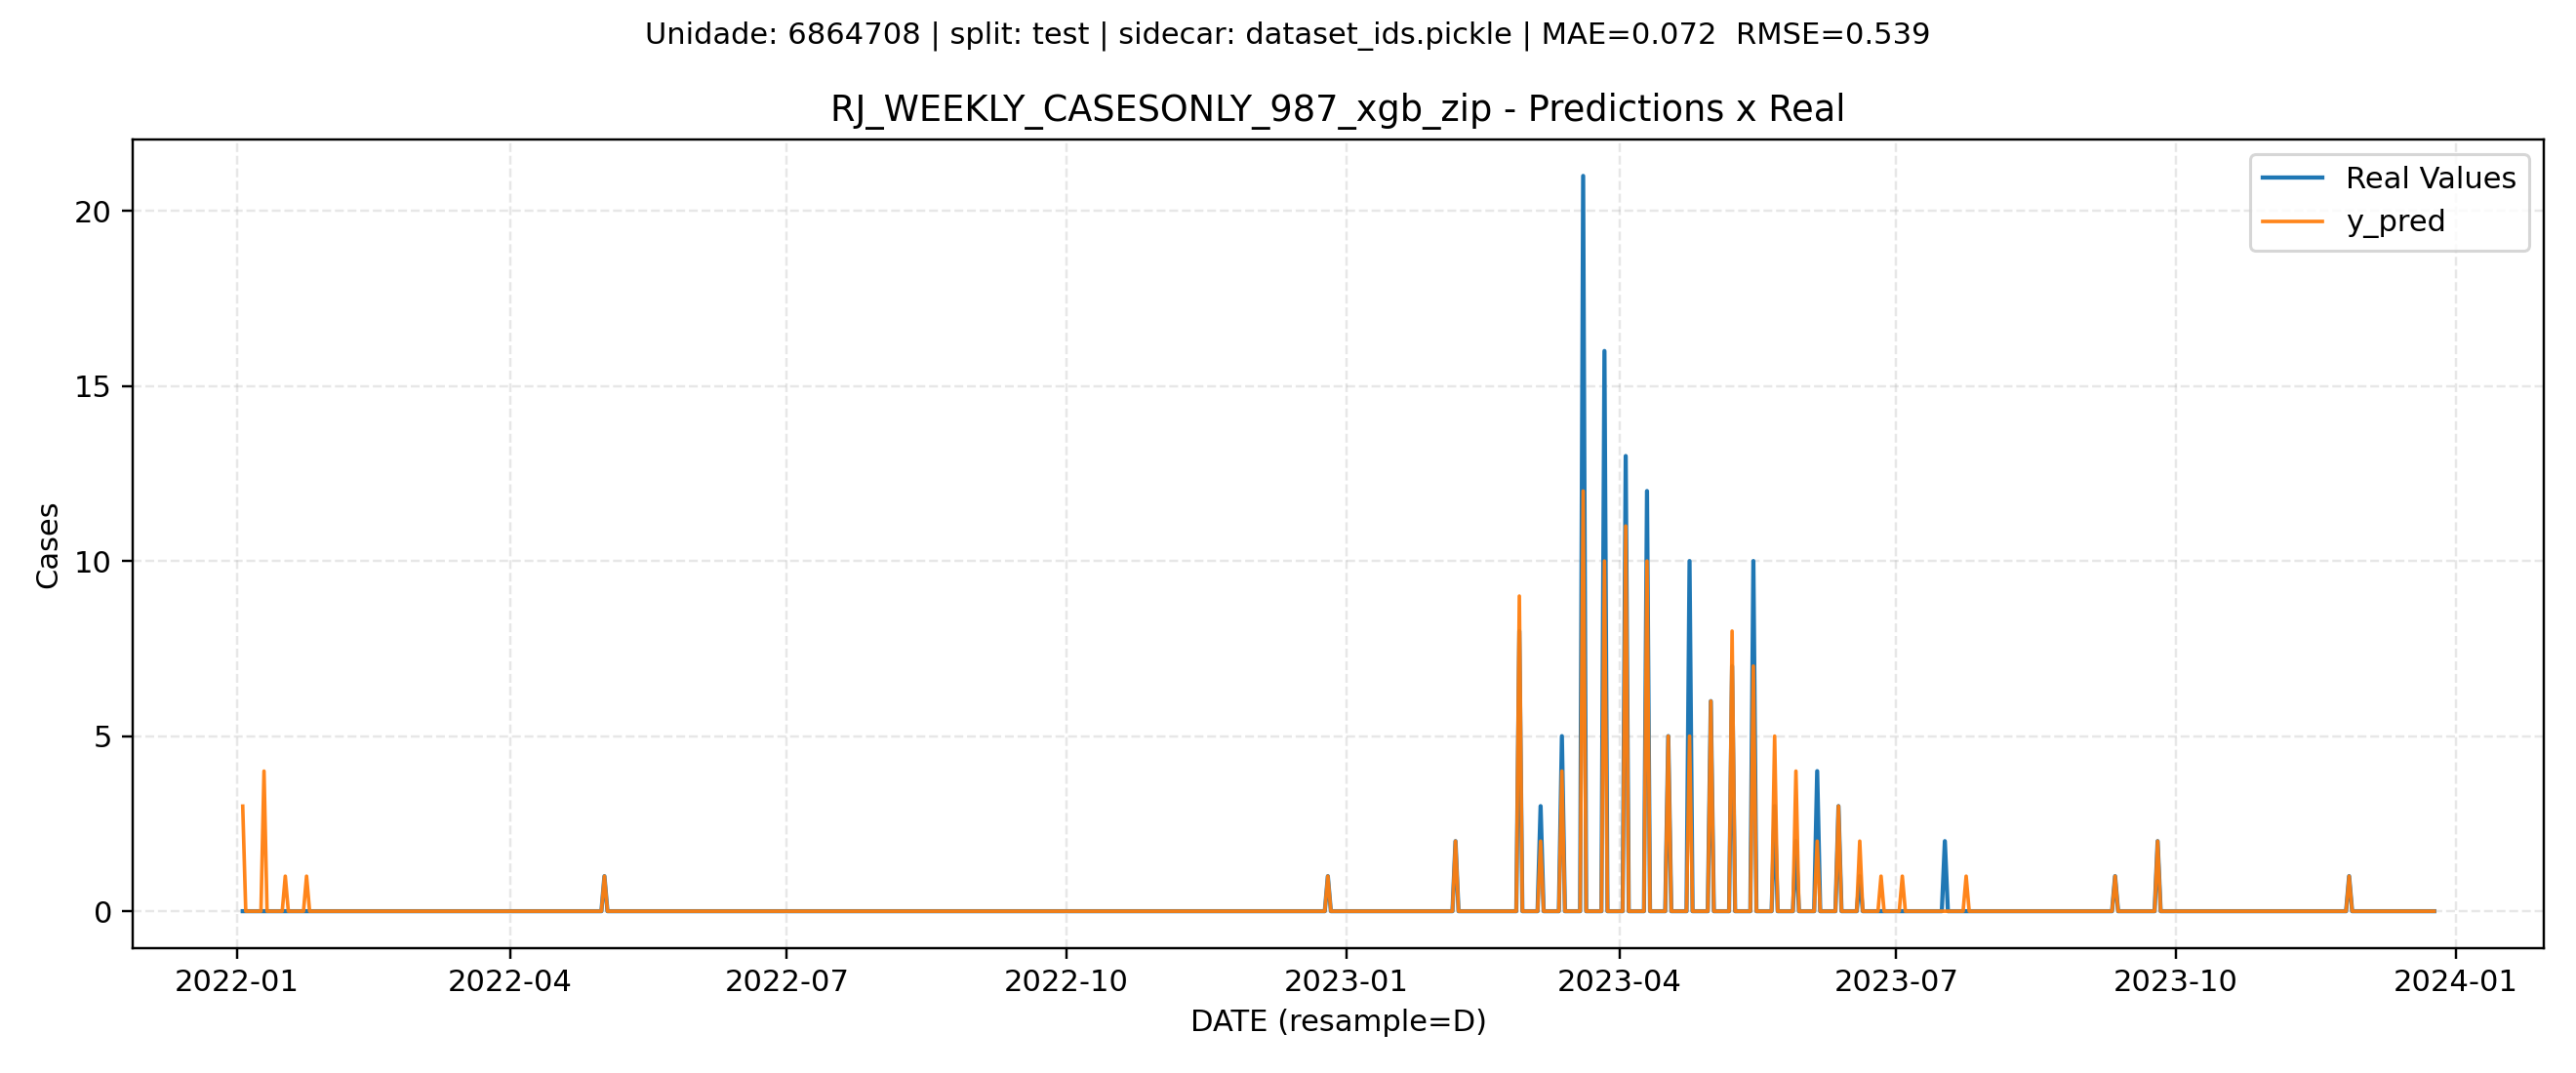 Unidade: 6864708 | split: test | sidecar: dataset_ids.pickle | MAE=0.072  RMSE=0.539
RJ_WEEKLY_CASESONLY_987_xgb_zip - Predictions x Real
Real Values
y_pred
Cases
20
15
10
5
0
2022-01 2022-04 2022-07 2022-10 2023-01 2023-04 2023-07 2023-10 2024-01
DATE (resample=D)